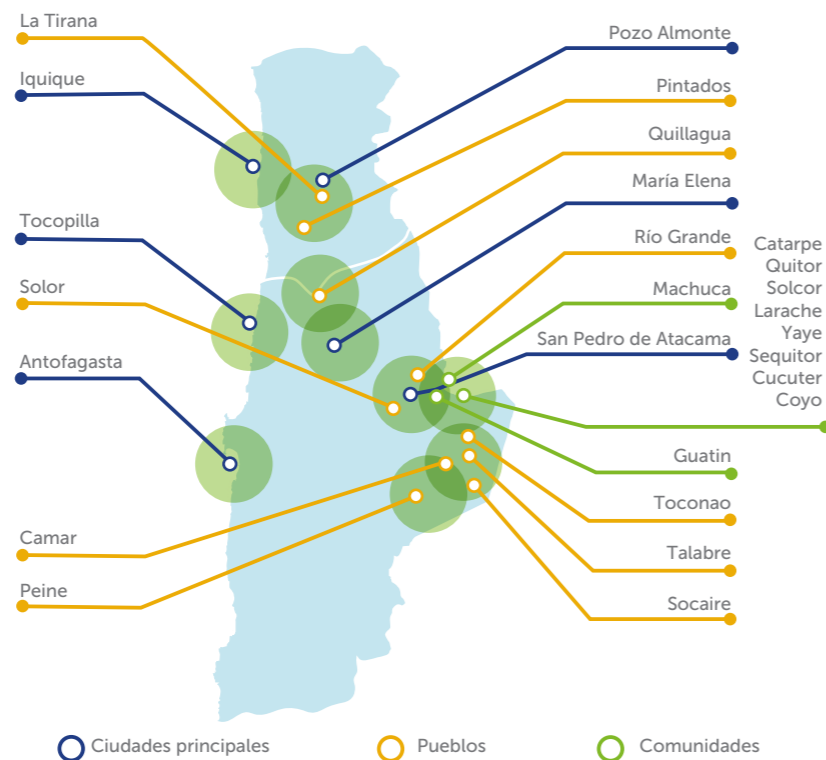 La Tirana
Iquique
Tocopilla
Solor
Antofagasta
Camar
Peine
Pozo Almonte
Pintados
Quillagua
María Elena
Río Grande
Machuca
San Pedro de Atacama
Catarpe
Quitor
Solcor
Larache
Yaye
Sequitor
Cucuter
Coyo
Guatin
Toconao
Talabre
Socaire
Ciudades principales
Pueblos
Comunidades